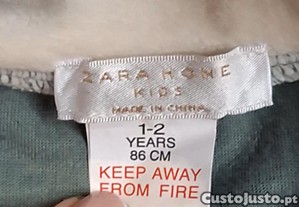 ZARA HOME
KIDS
MADE IN CHINA
1-2
YEARS
86 CM
KEEP AWAY
FROM FIRE
CustoJusto.pt